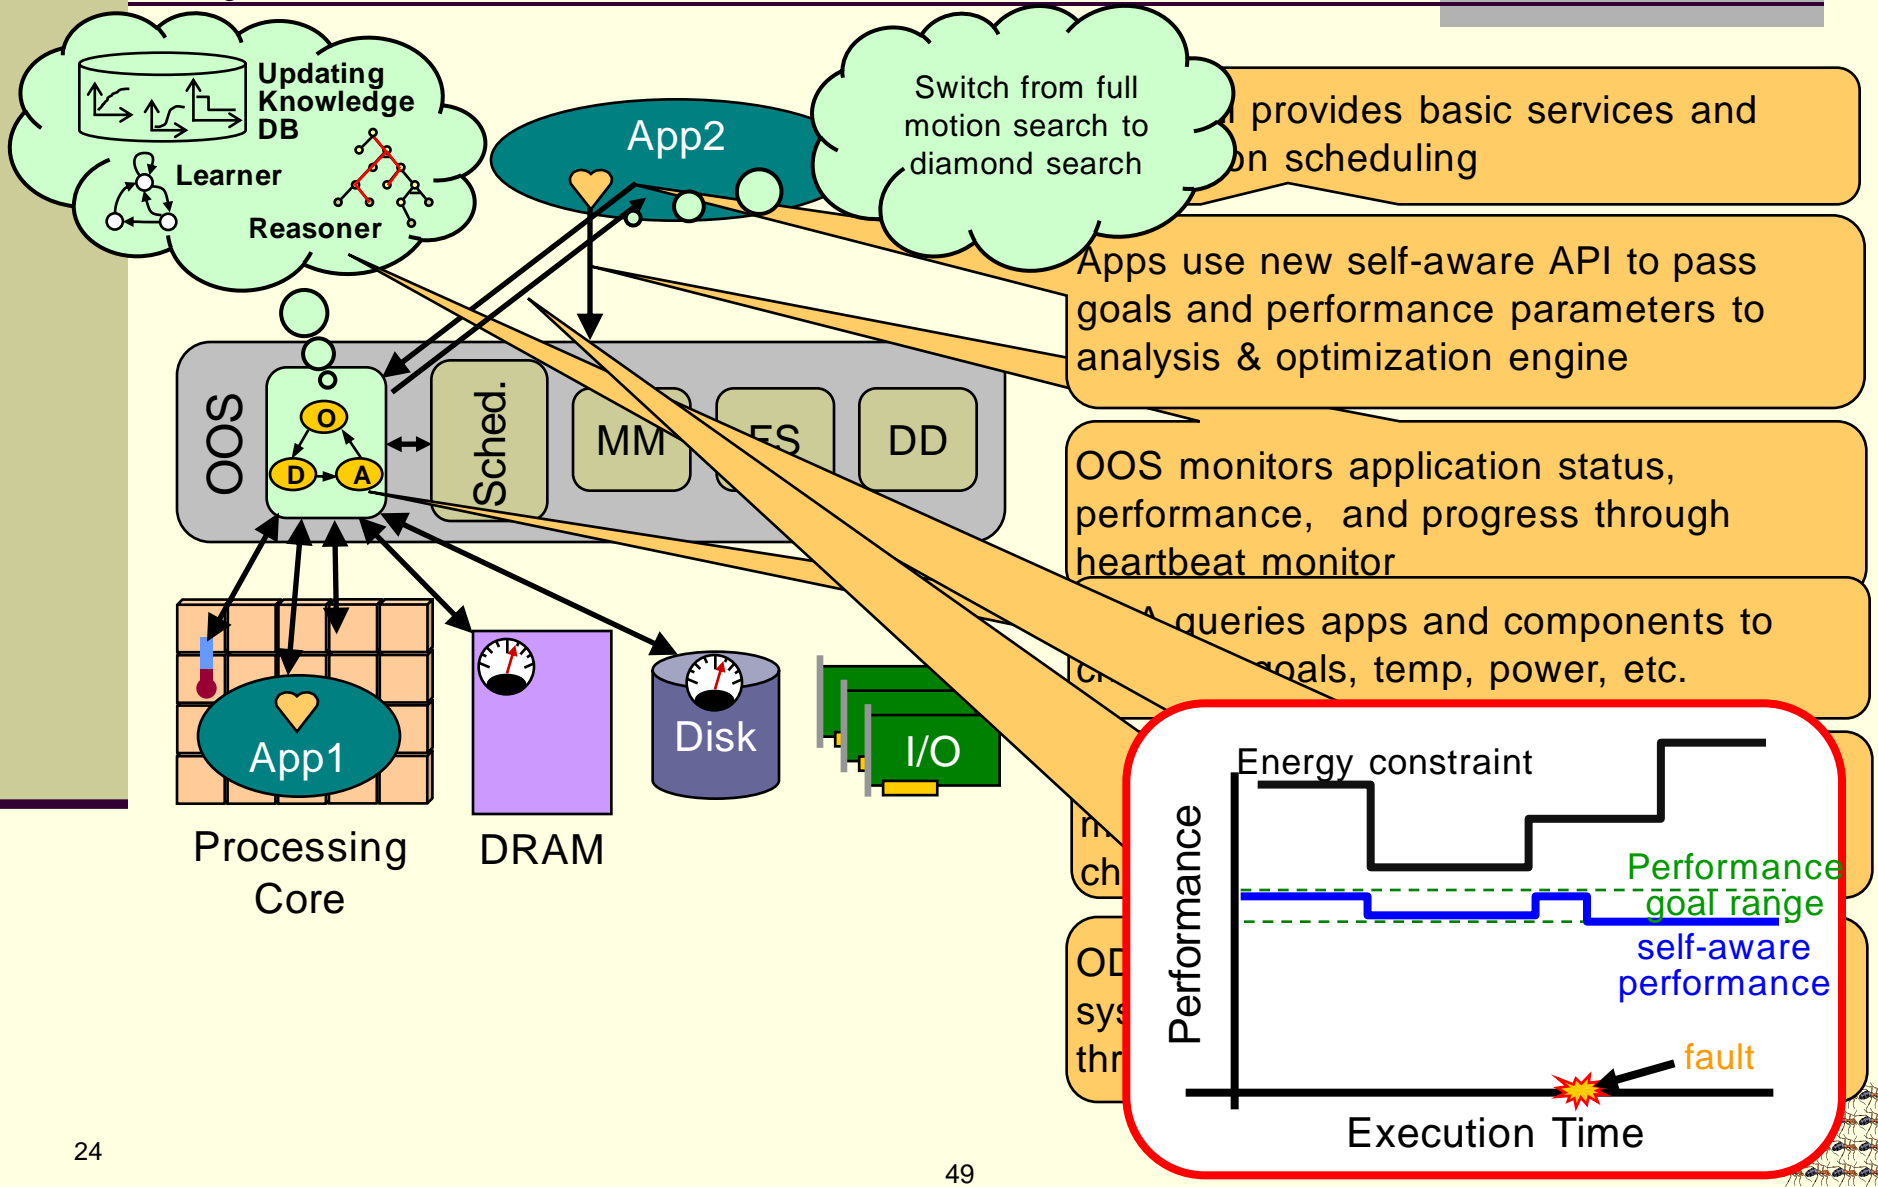 Updating
Knowledge
DB
Learner
Reasoner
App2
Switch from full
motion search to
diamond search
provides basic services and
on scheduling
Apps use new self-aware API to pass
goals and performance parameters to
analysis & optimization engine
OOS monitors application status,
performance, and progress through
heartbeat monitor
queries apps and components to
goals, temp, power, etc.
OOS
O
D
A
Sched.
MM
FS
DD
App1
Disk
I/O
Processing
Core
DRAM
Energy constraint
Performance
Performance
goal range
self-aware
performance
fault
Execution Time
24
49